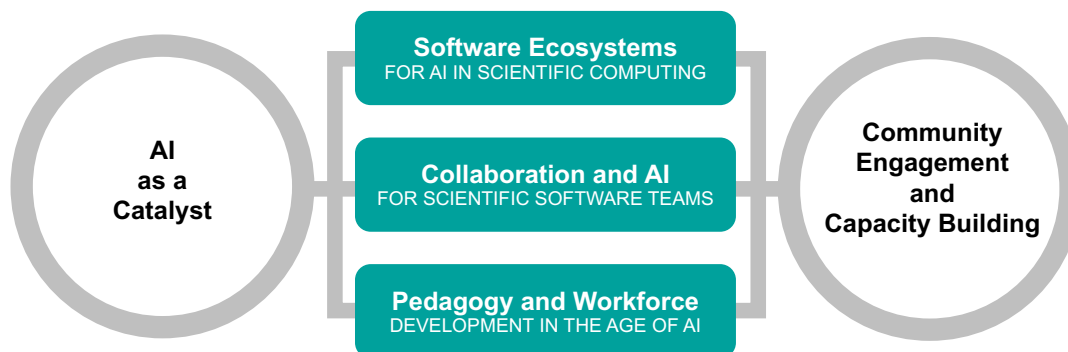 AI
as a
Catalyst
Software Ecosystems
FOR AI IN SCIENTIFIC COMPUTING
Collaboration and AI
FOR SCIENTIFIC SOFTWARE TEAMS
Pedagogy and Workforce
DEVELOPMENT IN THE AGE OF AI
Community
Engagement
and
Capacity Building